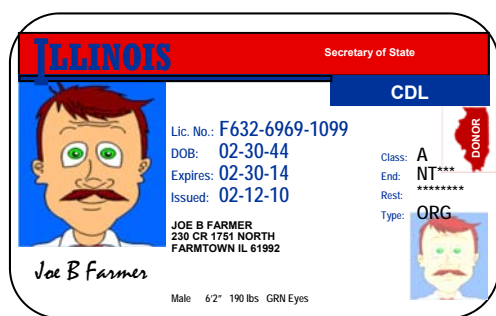 ILLINOIS
Secretary of State
CDL
Lic. No.: F632-6969-1099
DOB: 02-30-44
Expires: 02-30-14
Issued: 02-12-10
DONOR
Class: A
End: NT***
Rest: ********
Type: ORG
JOE B FARMER
230 CR 1751 NORTH
FARMTOWN IL 61992
Joe B Farmer
Male 6'2" 190 lbs GRN Eyes